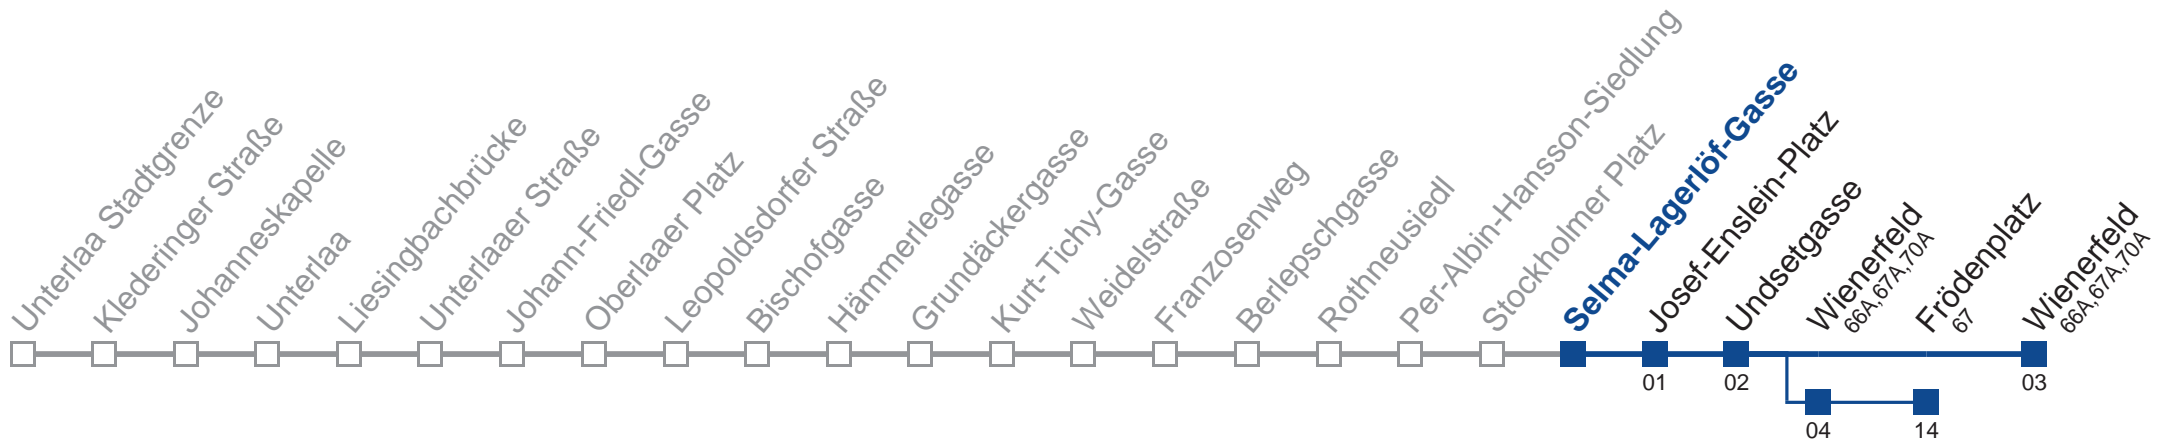 Unterlaa Stadtgrenze
Klederinger Straße
Johanneskapelle
Unterlaa
Liesingbachbrücke
Unterlaaer Straße
Johann-Friedl-Gasse
Oberlaaer Platz
Leopoldsdorfer Straße
Bischofgasse
Hämmerlegasse
Grundäckergasse
Kurt-Tichy-Gasse
Weidelstraße
Franzosenweg
Berlepschgasse
Rothneusiedl
Per-Albin-Hansson-Siedlung
Stockholmer Platz
Selma-Lagerlöf-Gasse
Josef-Enslein-Platz
Undsetgasse
Wienerfeld
66A,67A,70A
Frödenplatz
67
Wienerfeld
66A,67A,70A
01
02
03
04
14